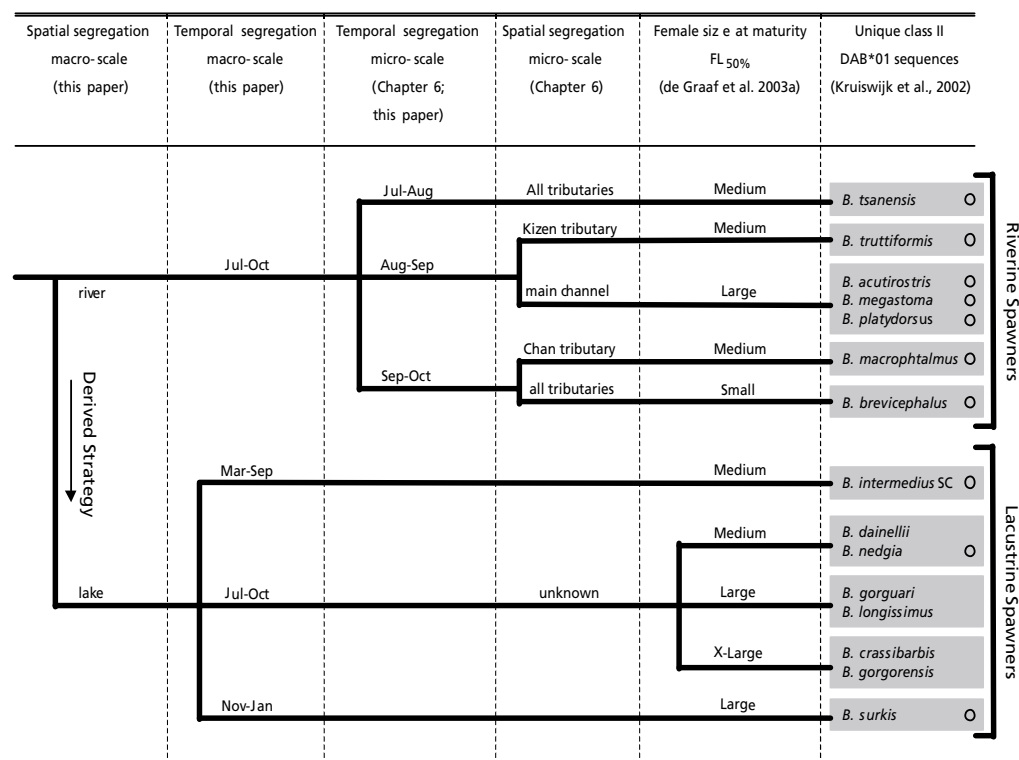 Spatial segregation
macro-scale
(this paper)
Temporal segregation
macro-scale
(this paper)
Temporal segregation
micro-scale
(Chapter 6;
this paper)
Spatial segregation
micro-scale
(Chapter 6)
Female siz e at maturity
FL 50%
(de Graaf et al. 2003a)
Unique class II
DAB*01 sequences
(Kruiswijk et al., 2002)
river
Derived Strategy
lake
Jul-Oct
Jul-Aug
All tributaries
Medium
B. tsanensis O
Aug-Sep
Kizen tributary
Medium
B. truttiformis O
main channel
Large
B. acutirostris O
B. megastoma O
B. platydorsus O
Sep-Oct
Chan tributary
Medium
B. macrophtalmus O
all tributaries
Small
B. brevicephalus O
Riverine Spawners
Mar-Sep
Medium
B. intermedius SC O
Jul-Oct
unknown
Medium
B. dainellii
B. nedgia O
Large
B. gorguari
B. longissimus
X-Large
B. crassibarbis
B. gorgorensis
Nov-Jan
Large
B. surkis O
Lacustrine Spawners